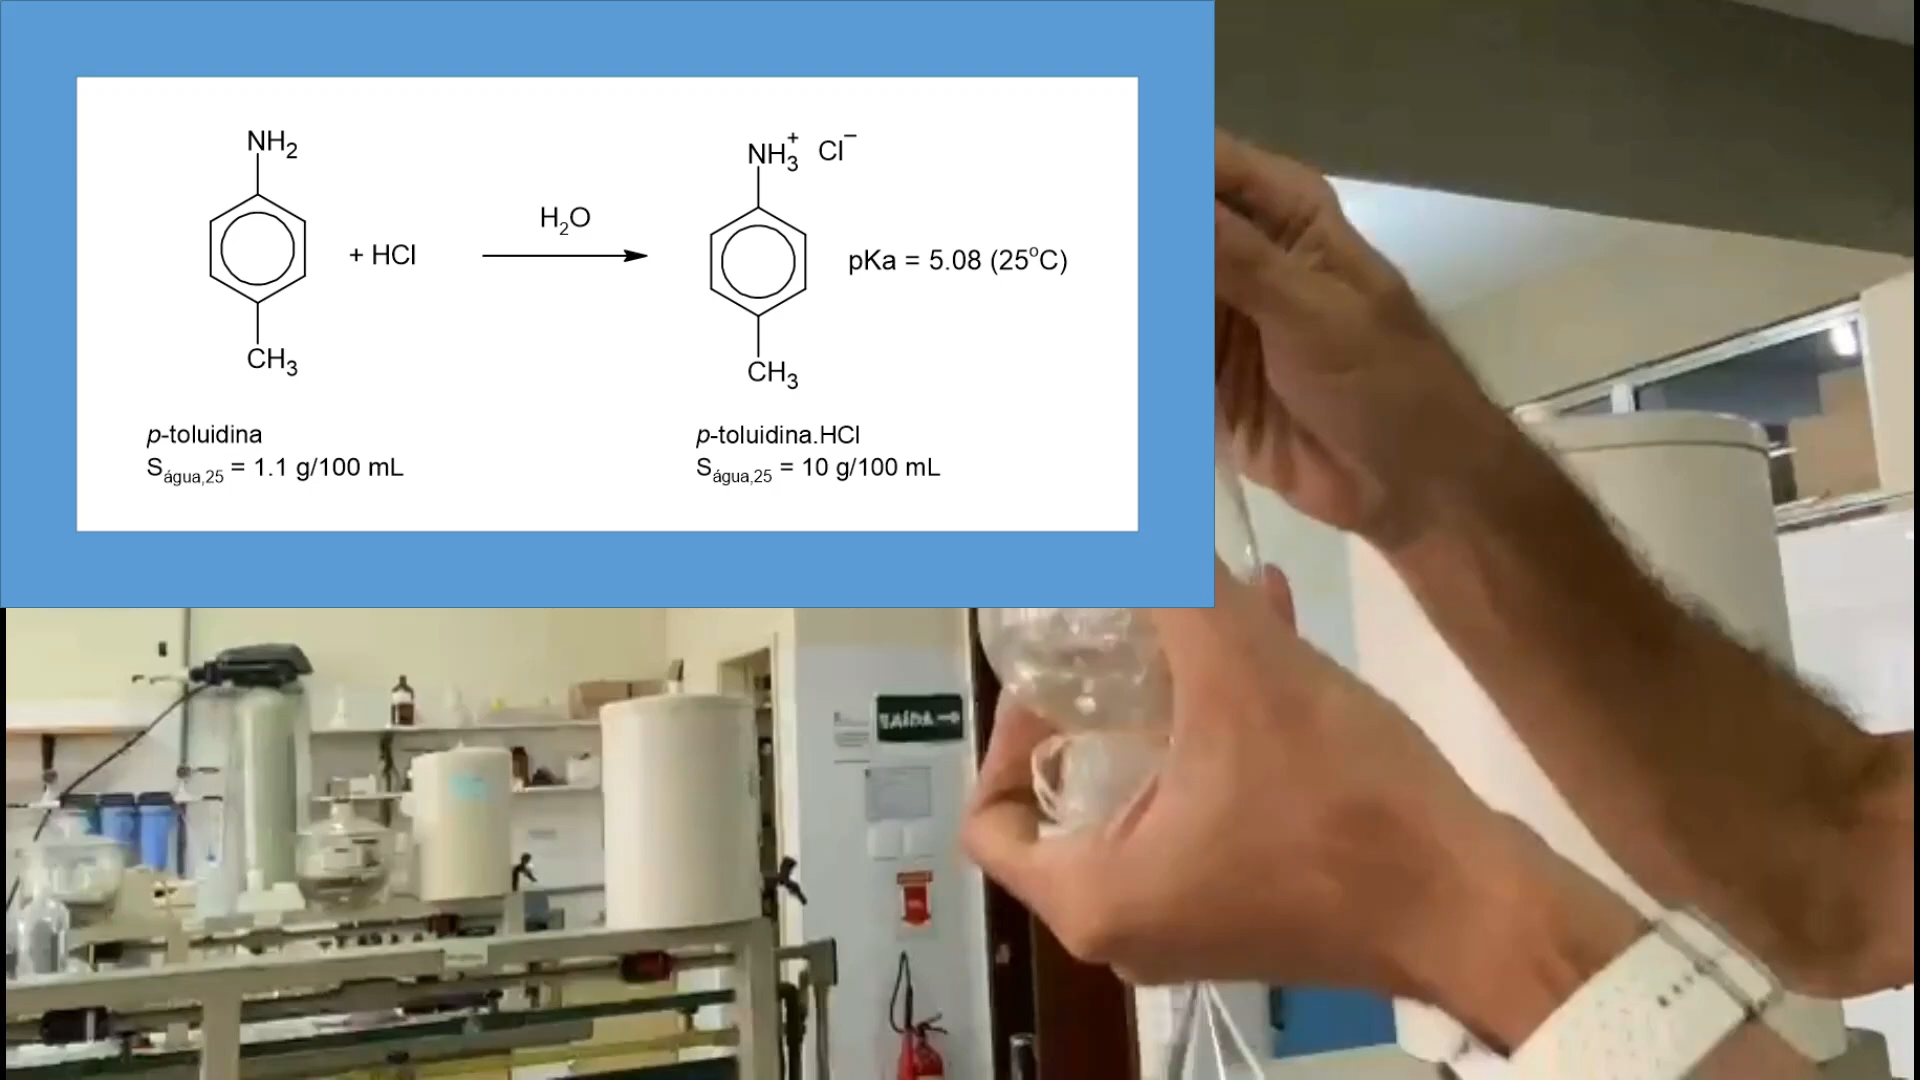 NH2
+ HCl
H2O
CH3
p-toluidina
Ságua,25 = 1.1 g/100 mL
NH3+ Cl−
pKa = 5.08 (25oC)
CH3
p-toluidina.HCl
Ságua,25 = 10 g/100 mL
SAÍDA